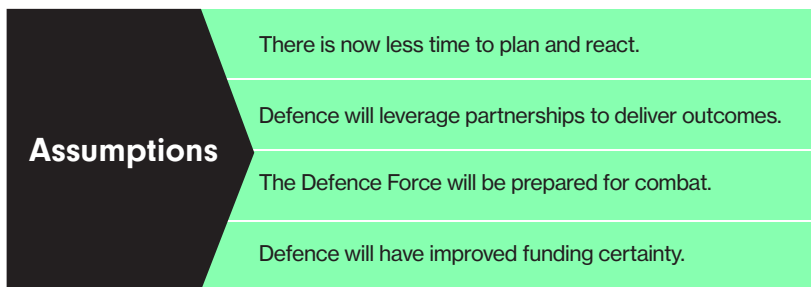 Assumptions
There is now less time to plan and react.
Defence will leverage partnerships to deliver outcomes.
The Defence Force will be prepared for combat.
Defence will have improved funding certainty.